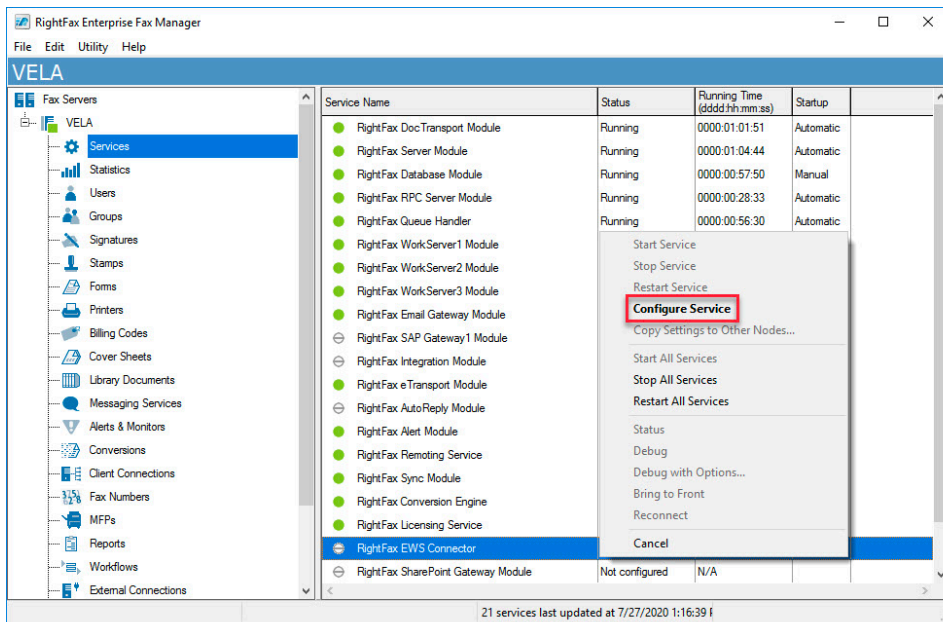 RightFax Enterprise Fax Manager
File Edit Utility Help
VELA
Fax Servers
VELA
Services
Statistics
Users
Groups
Signatures
Stamps
Forms
Printers
Billing Codes
Cover Sheets
Library Documents
Messaging Services
Alerts & Monitors
Conversions
Client Connections
Fax Numbers
MFPs
Reports
Workflows
External Connections
Service Name Status Running Time (dddd:hh:mm:ss) Startup
RightFax DocTransport Module Running 0000:01:01:51 Automatic
RightFax Server Module Running 0000:01:04:44 Automatic
RightFax Database Module Running 0000:00:57:50 Manual
RightFax RPC Server Module Running 0000:00:28:33 Automatic
RightFax Queue Handler Running 0000:00:56:30 Automatic
RightFax WorkServer1 Module
RightFax WorkServer2 Module
RightFax WorkServer3 Module
RightFax Email Gateway Module
RightFax SAP Gateway1 Module
RightFax Integration Module
RightFax eTransport Module
RightFax AutoReply Module
RightFax Alert Module
RightFax Remoting Service
RightFax Sync Module
RightFax Conversion Engine
RightFax Licensing Service
RightFax EWS Connector
RightFax SharePoint Gateway Module Not configured N/A
Start Service
Stop Service
Restart Service
Configure Service
Copy Settings to Other Nodes...
Start All Services
Stop All Services
Restart All Services
Status
Debug
Debug with Options...
Bring to Front
Reconnect
Cancel
21 services last updated at 7/27/2020 1:16:39